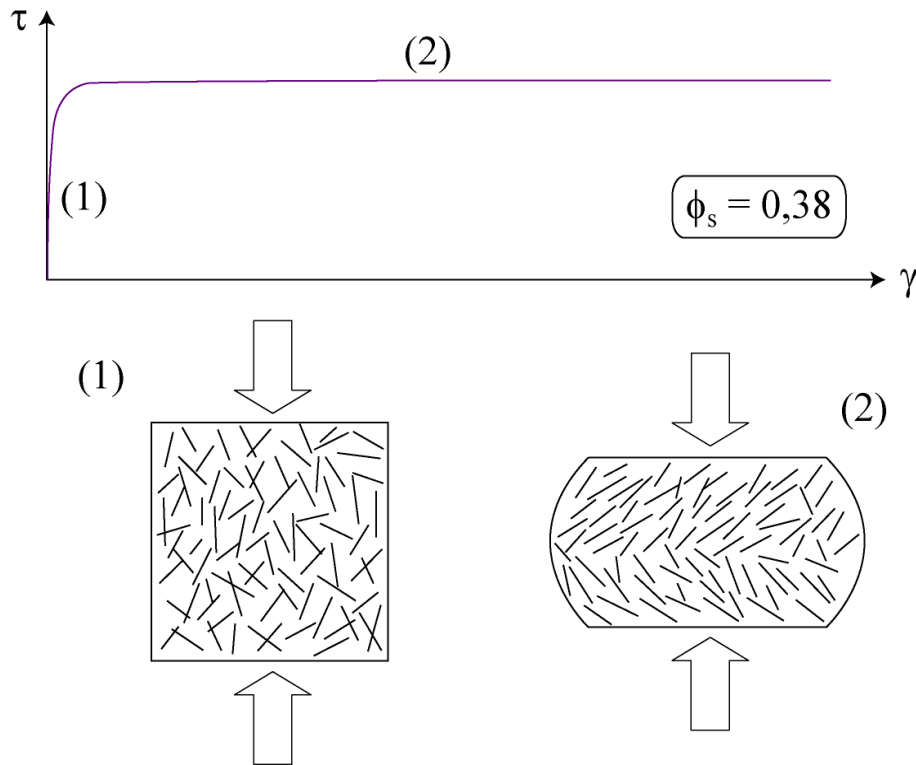 τ
(2)
(1)
ϕs = 0,38
γ
(1)
(2)